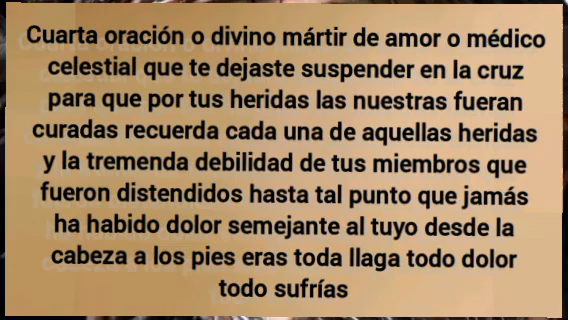 Cuarta oración o divino mártir de amor o médico
celestial que te dejaste suspender en la cruz
para que por tus heridas las nuestras fueran
curadas recuerda cada una de aquellas heridas
y la tremenda debilidad de tus miembros que
fueron distendidos hasta tal punto que jamás
ha habido dolor semejante al tuyo desde la
cabeza a los pies eras toda llaga todo dolor
todo sufrías